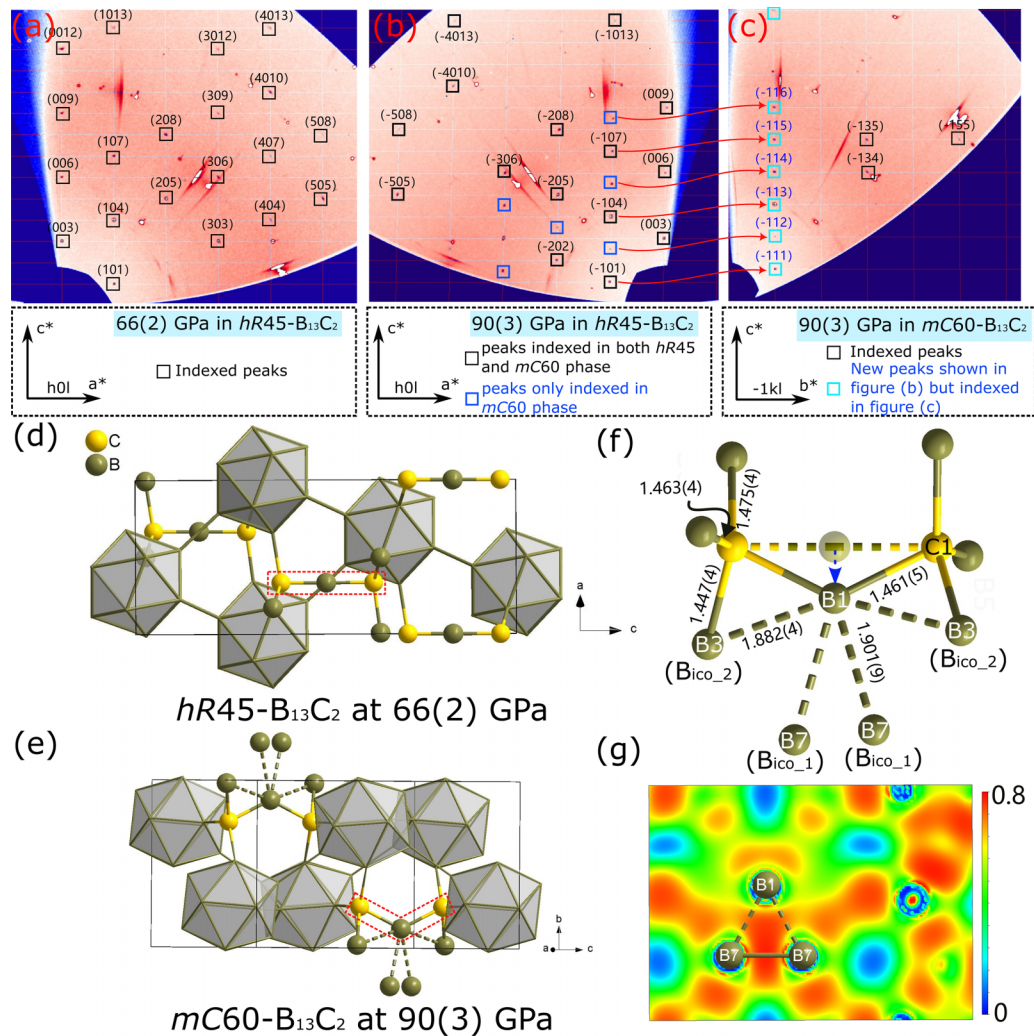 (a)
(0012)
(1013)
(3012)
(4013)
(009)
(309)
(4010)
(107)
(208)
(407)
(508)
(006)
(205)
(306)
(505)
(104)
(404)
(003)
(303)
(101)
(b)
(-4013)
(-1013)
(-4010)
(009)
(-508)
(-208)
(-107)
(-306)
(006)
(-505)
(-205)
(-104)
(003)
(-202)
(-101)
(c)
(-116)
(-115)
(-135)
(-155)
(-114)
(-134)
(-113)
(-112)
(-111)
c*
h0l
a*
66(2) GPa in hR45-B₁₃C₂
Indexed peaks
c*
h0l
a*
90(3) GPa in hR45-B₁₃C₂
peaks indexed in both hR45
and mC60 phase
peaks only indexed in
mC60 phase
c*
-1kl
b*
90(3) GPa in mC60-B₁₃C₂
Indexed peaks
New peaks shown in
figure (b) but indexed
in figure (c)
(d)
C
B
a
c
hR45-B₁₃C₂ at 66(2) GPa
(e)
b
a
c
mC60-B₁₃C₂ at 90(3) GPa
(f)
1.463(4)
1.475(4)
C1
1.447(4)
B1
1.461(5)
B5
B3
1.882(4)
1.901(9)
B3
(Bico_2)
(Bico_2)
B7
B7
(Bico_1)
(Bico_1)
(g)
0.8
B1
B7
B7
0